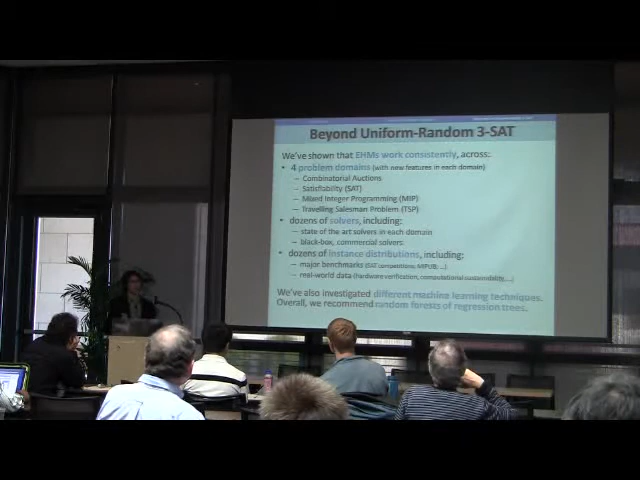 Beyond Uniform-Random 3-SAT
We've shown that EHMs work consistently, across:
• 4 problem domains (with new features in each domain)
– Combinatorial Auctions
– Satisfiability (SAT)
– Mixed Integer Programming (MIP)
– Travelling Salesman Problem (TSP)
• dozens of solvers, including:
– state of the art solvers in each domain
– black-box, commercial solvers
• dozens of instance distributions, including:
– major benchmarks (SAT competitions, MIPLIB, ...)
– real-world data (hardware verification, computational sustainability, ...)
We've also investigated different machine learning techniques.
Overall, we recommend random forests of regression trees.